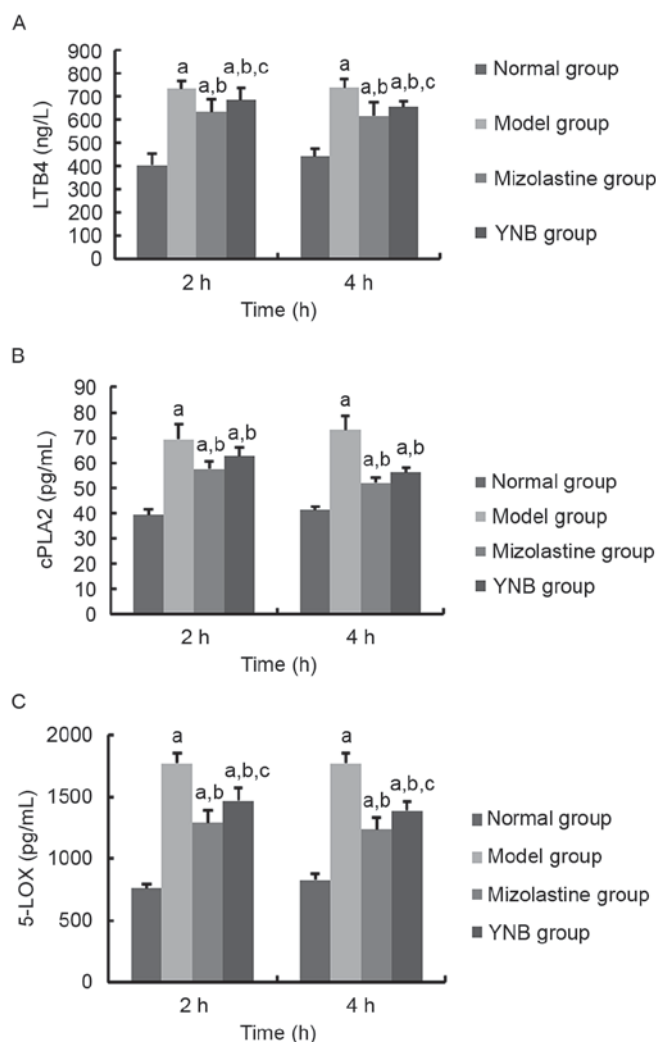 A
900
800
700
600
500
400
300
200
100
0
LTB4 (ng/L)
a
a,b
a,b,c
a
a,b
a,b,c
2 h
4 h
Time (h)
Normal group
Model group
Mizolastine group
YNB group
B
90
80
70
60
50
40
30
20
10
0
cPLA2 (pg/mL)
a
a,b
a,b
a
a,b
a,b
2 h
4 h
Time (h)
Normal group
Model group
Mizolastine group
YNB group
C
2000
1500
1000
500
0
5-LOX (pg/mL)
a
a,b
a,b,c
a
a,b
a,b,c
2 h
4 h
Time (h)
Normal group
Model group
Mizolastine group
YNB group